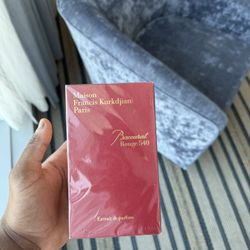 Maison
Francis Kurkdjian
Paris
Baccarat
Rouge 540
Extrait de parfum